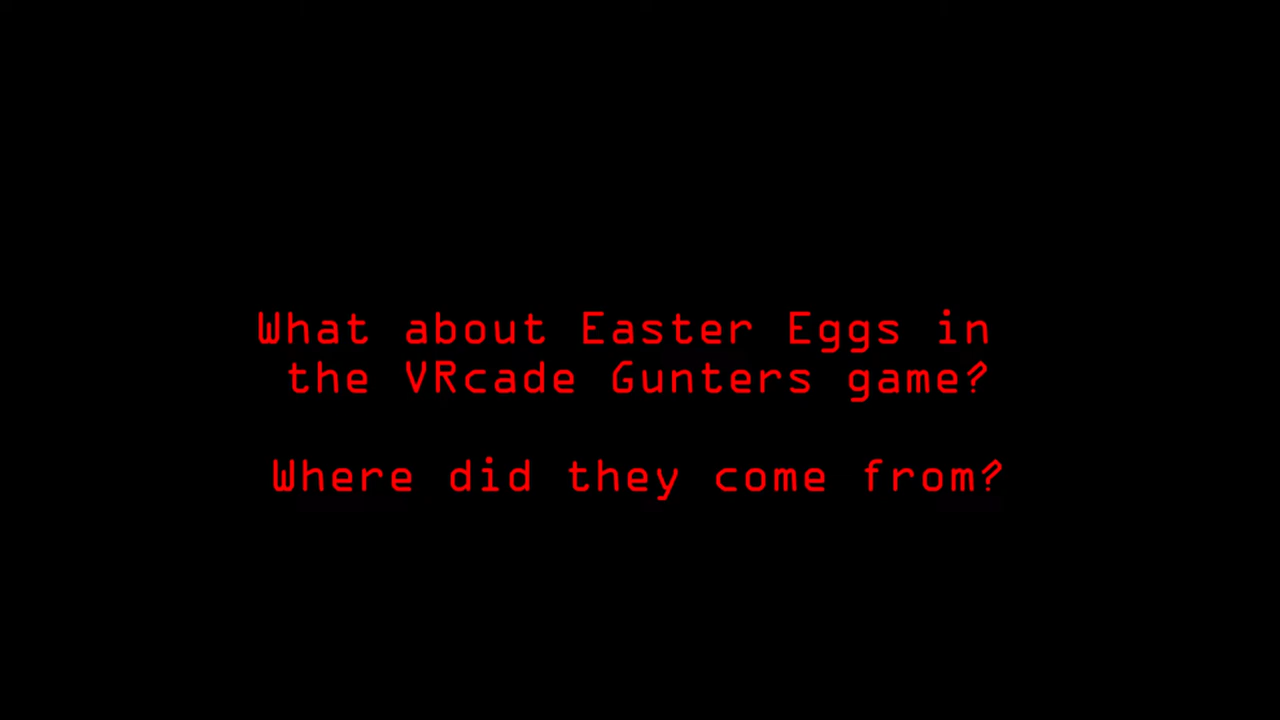 What about Easter Eggs in
the VRcade Gunters game?
Where did they come from?